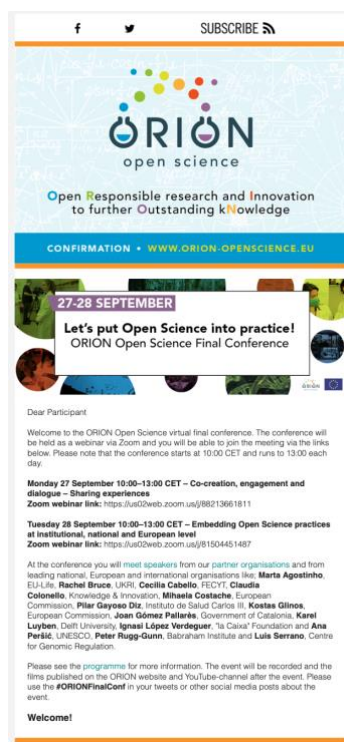 SUBSCRIBE
ORION
open science
Open Responsible research and Innovation
to further Outstanding kNowledge
CONFIRMATION • WWW.ORION-OPENSCIENCE.EU
27-28 SEPTEMBER
Let's put Open Science into practice!
ORION Open Science Final Conference
Dear Participant
Welcome to the ORION Open Science virtual final conference. The conference will
be held as a webinar via Zoom and you will be able to join the meeting via the links
below. Please note that the conference starts at 10:00 CET and runs to 13:00 each
day.
Monday 27 September 10:00–13:00 CET – Co-creation, engagement and
dialogue – Sharing experiences
Zoom webinar link: https://us02web.zoom.us/j/88213661811
Tuesday 28 September 10:00–13:00 CET – Embedding Open Science practices
at institutional, national and European level
Zoom webinar link: https://us02web.zoom.us/j/81504451487
At the conference you will meet speakers from our partner organisations and from
leading national, European and international organisations like; Marta Agostinho,
EU-Life, Rachel Bruce, UKRI, Cecilia Cabello, FECYT, Claudia
Colonello, Knowledge & Innovation, Mihaela Costache, European
Commission, Pilar Gayoso Diz, Instituto de Salud Carlos III, Kostas Glinos,
European Commission, Joan Gómez Pallarès, Government of Catalonia, Karel
Luyben, Delft University, Ignasi López Verdeguer, "la Caixa" Foundation and Ana
Peršić, UNESCO, Peter Rugg-Gunn, Babraham Institute and Luis Serrano, Centre
for Genomic Regulation.
Please see the programme for more information. The event will be recorded and the
films published on the ORION website and YouTube-channel after the event. Please
use the #ORIONFinalConf in your tweets or other social media posts about the
event.
Welcome!